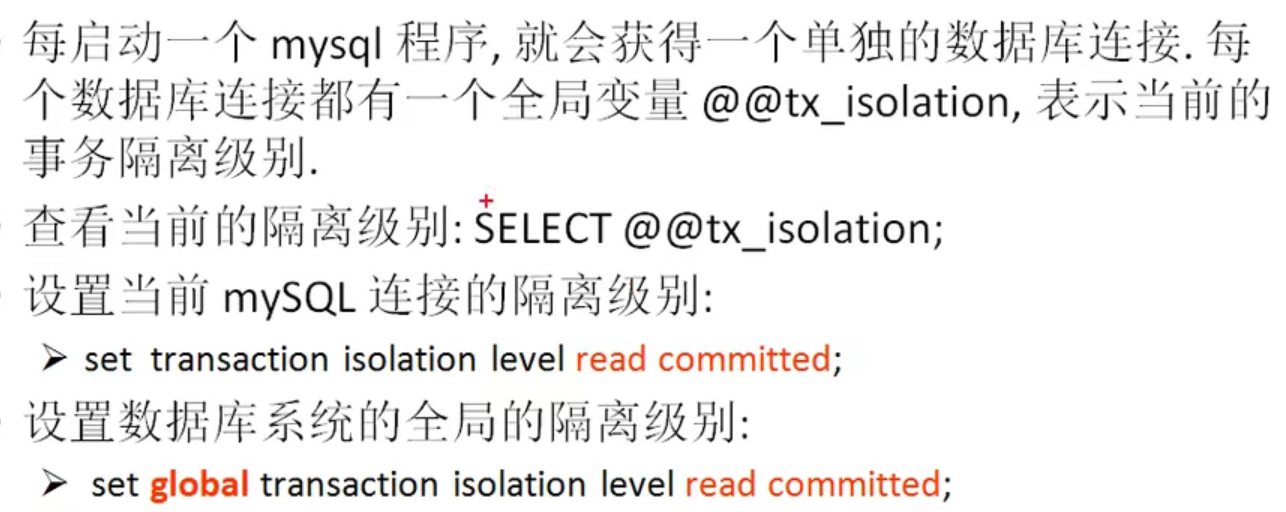 每启动一个 mysql 程序, 就会获得一个单独的数据库连接. 每
个数据库连接都有一个全局变量 @@tx_isolation, 表示当前的
事务隔离级别.
查看当前的隔离级别: SELECT @@tx_isolation;
设置当前 mySQL 连接的隔离级别:
➢ set transaction isolation level read committed;
设置数据库系统的全局的隔离级别:
➢ set global transaction isolation level read committed;